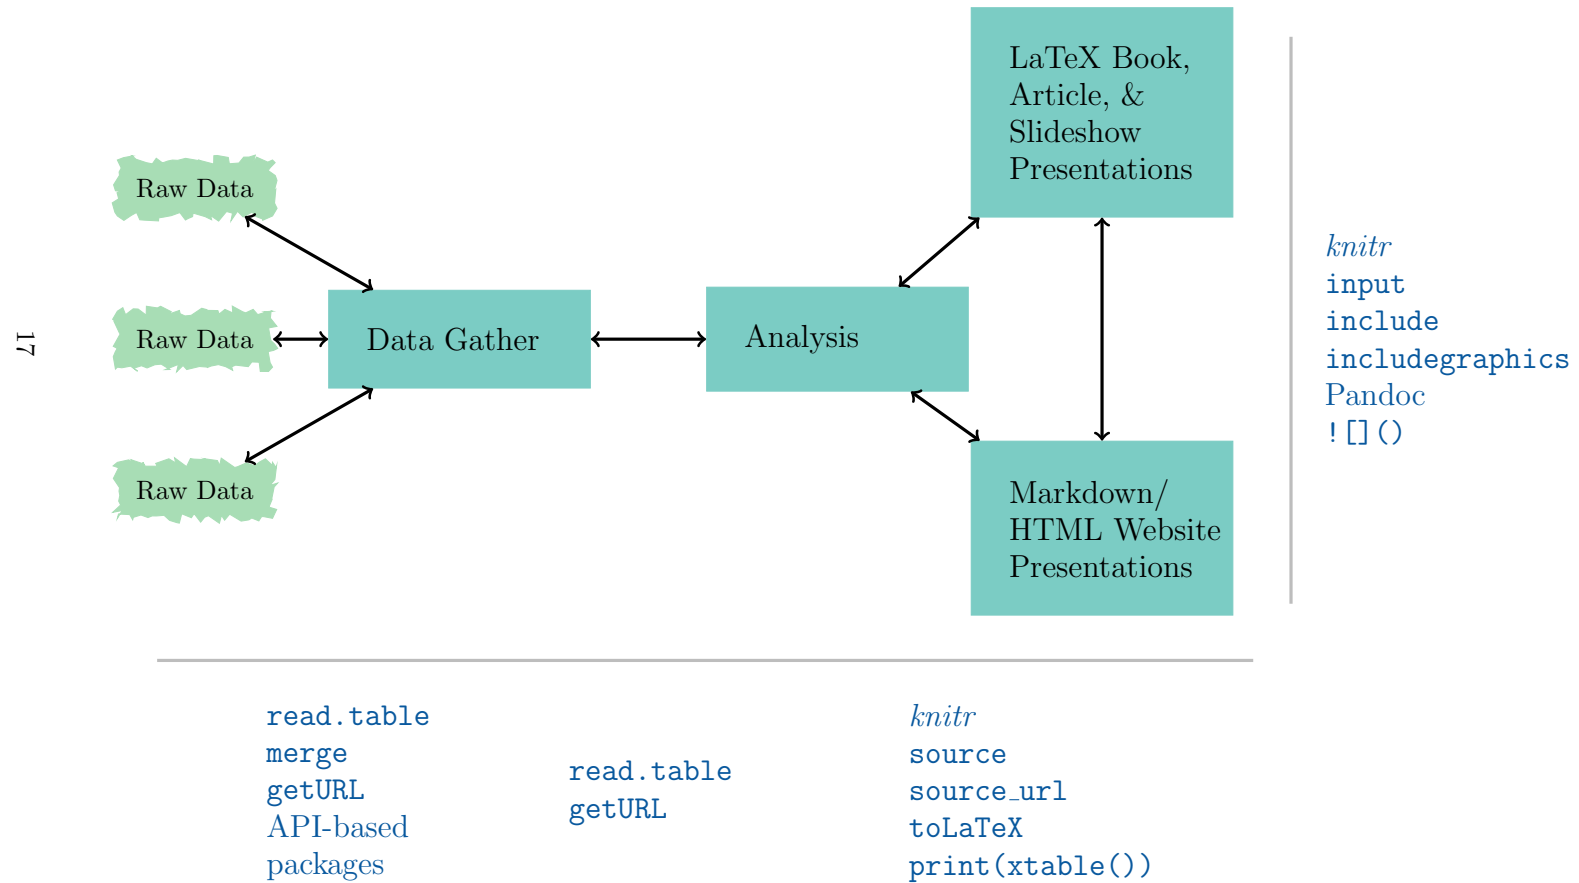 LaTeX Book,
Article, &
Slideshow
Presentations
Raw Data
Raw Data
Raw Data
Data Gather
Analysis
Markdown/
HTML Website
Presentations
knitr
input
include
includegraphics
Pandoc
![]()
read.table
merge
getURL
API-based
packages
read.table
getURL
knitr
source
source_url
toLaTeX
print(xtable())
17